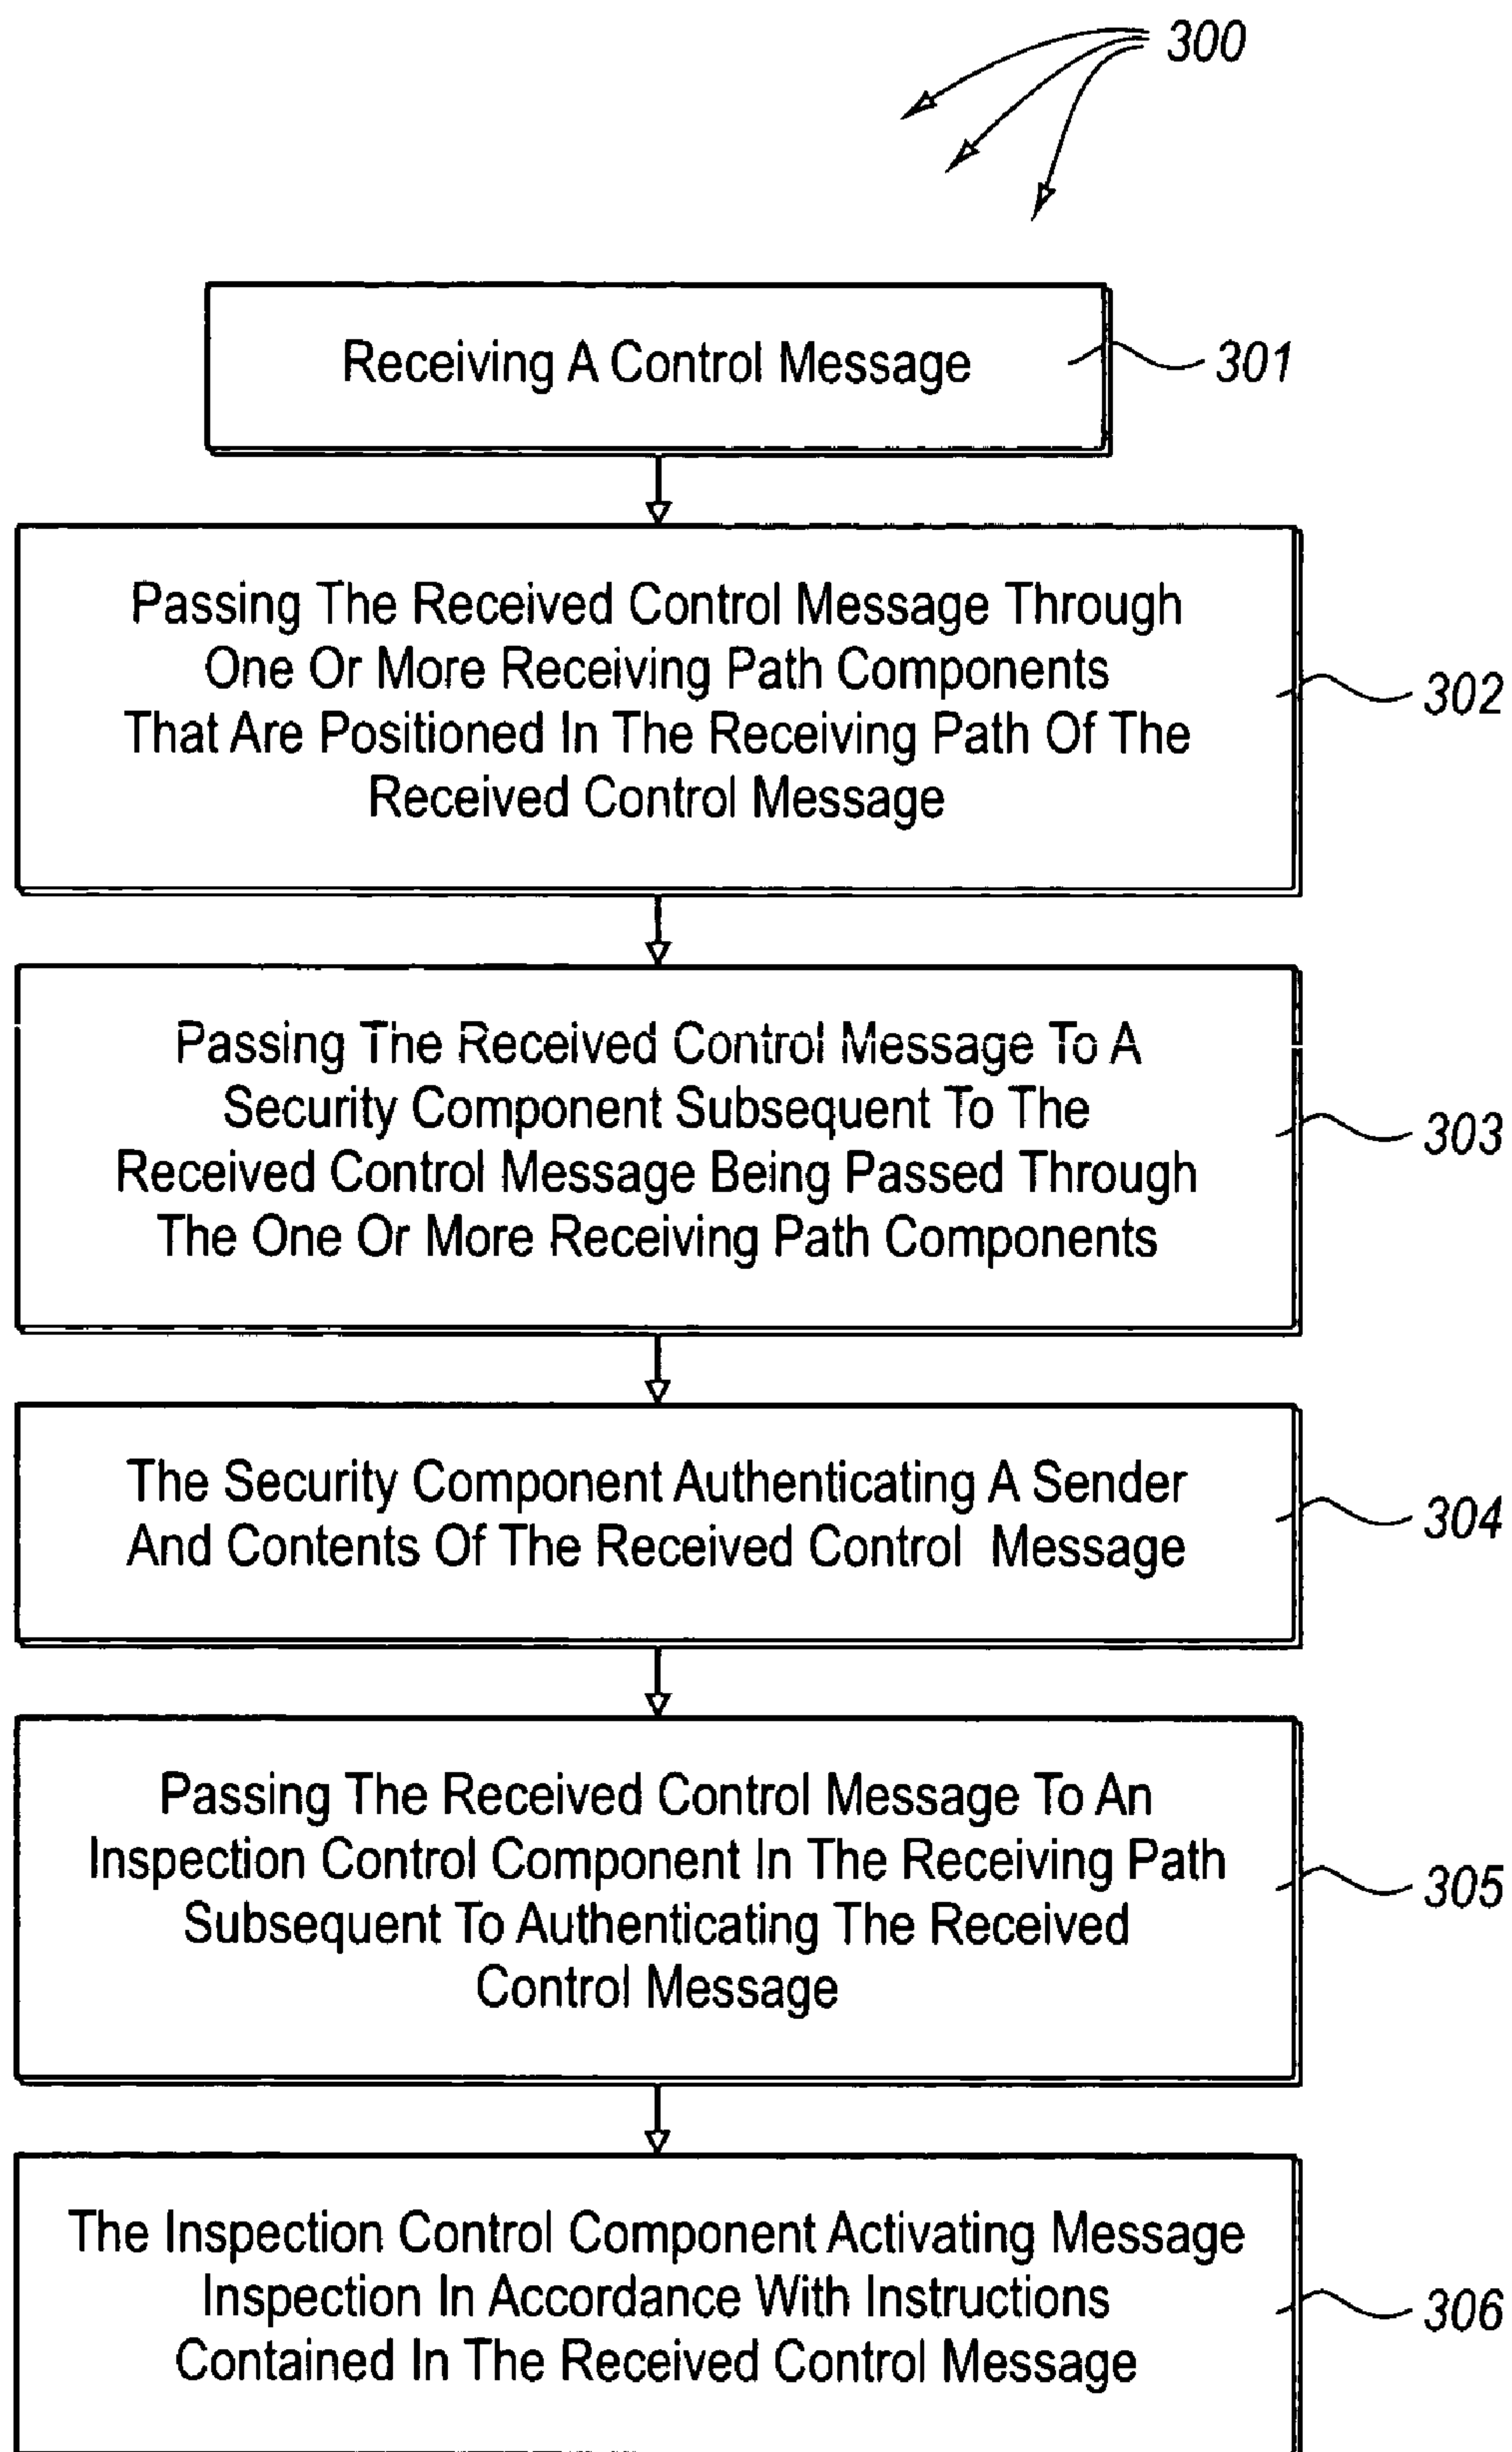 300
Receiving A Control Message
301
Passing The Received Control Message Through
One Or More Receiving Path Components
That Are Positioned In The Receiving Path Of The
Received Control Message
302
Passing The Received Control Message To A
Security Component Subsequent To The
Received Control Message Being Passed Through
The One Or More Receiving Path Components
303
The Security Component Authenticating A Sender
And Contents Of The Received Control Message
304
Passing The Received Control Message To An
Inspection Control Component In The Receiving Path
Subsequent To Authenticating The Received
Control Message
305
The Inspection Control Component Activating Message
Inspection In Accordance With Instructions
Contained In The Received Control Message
306